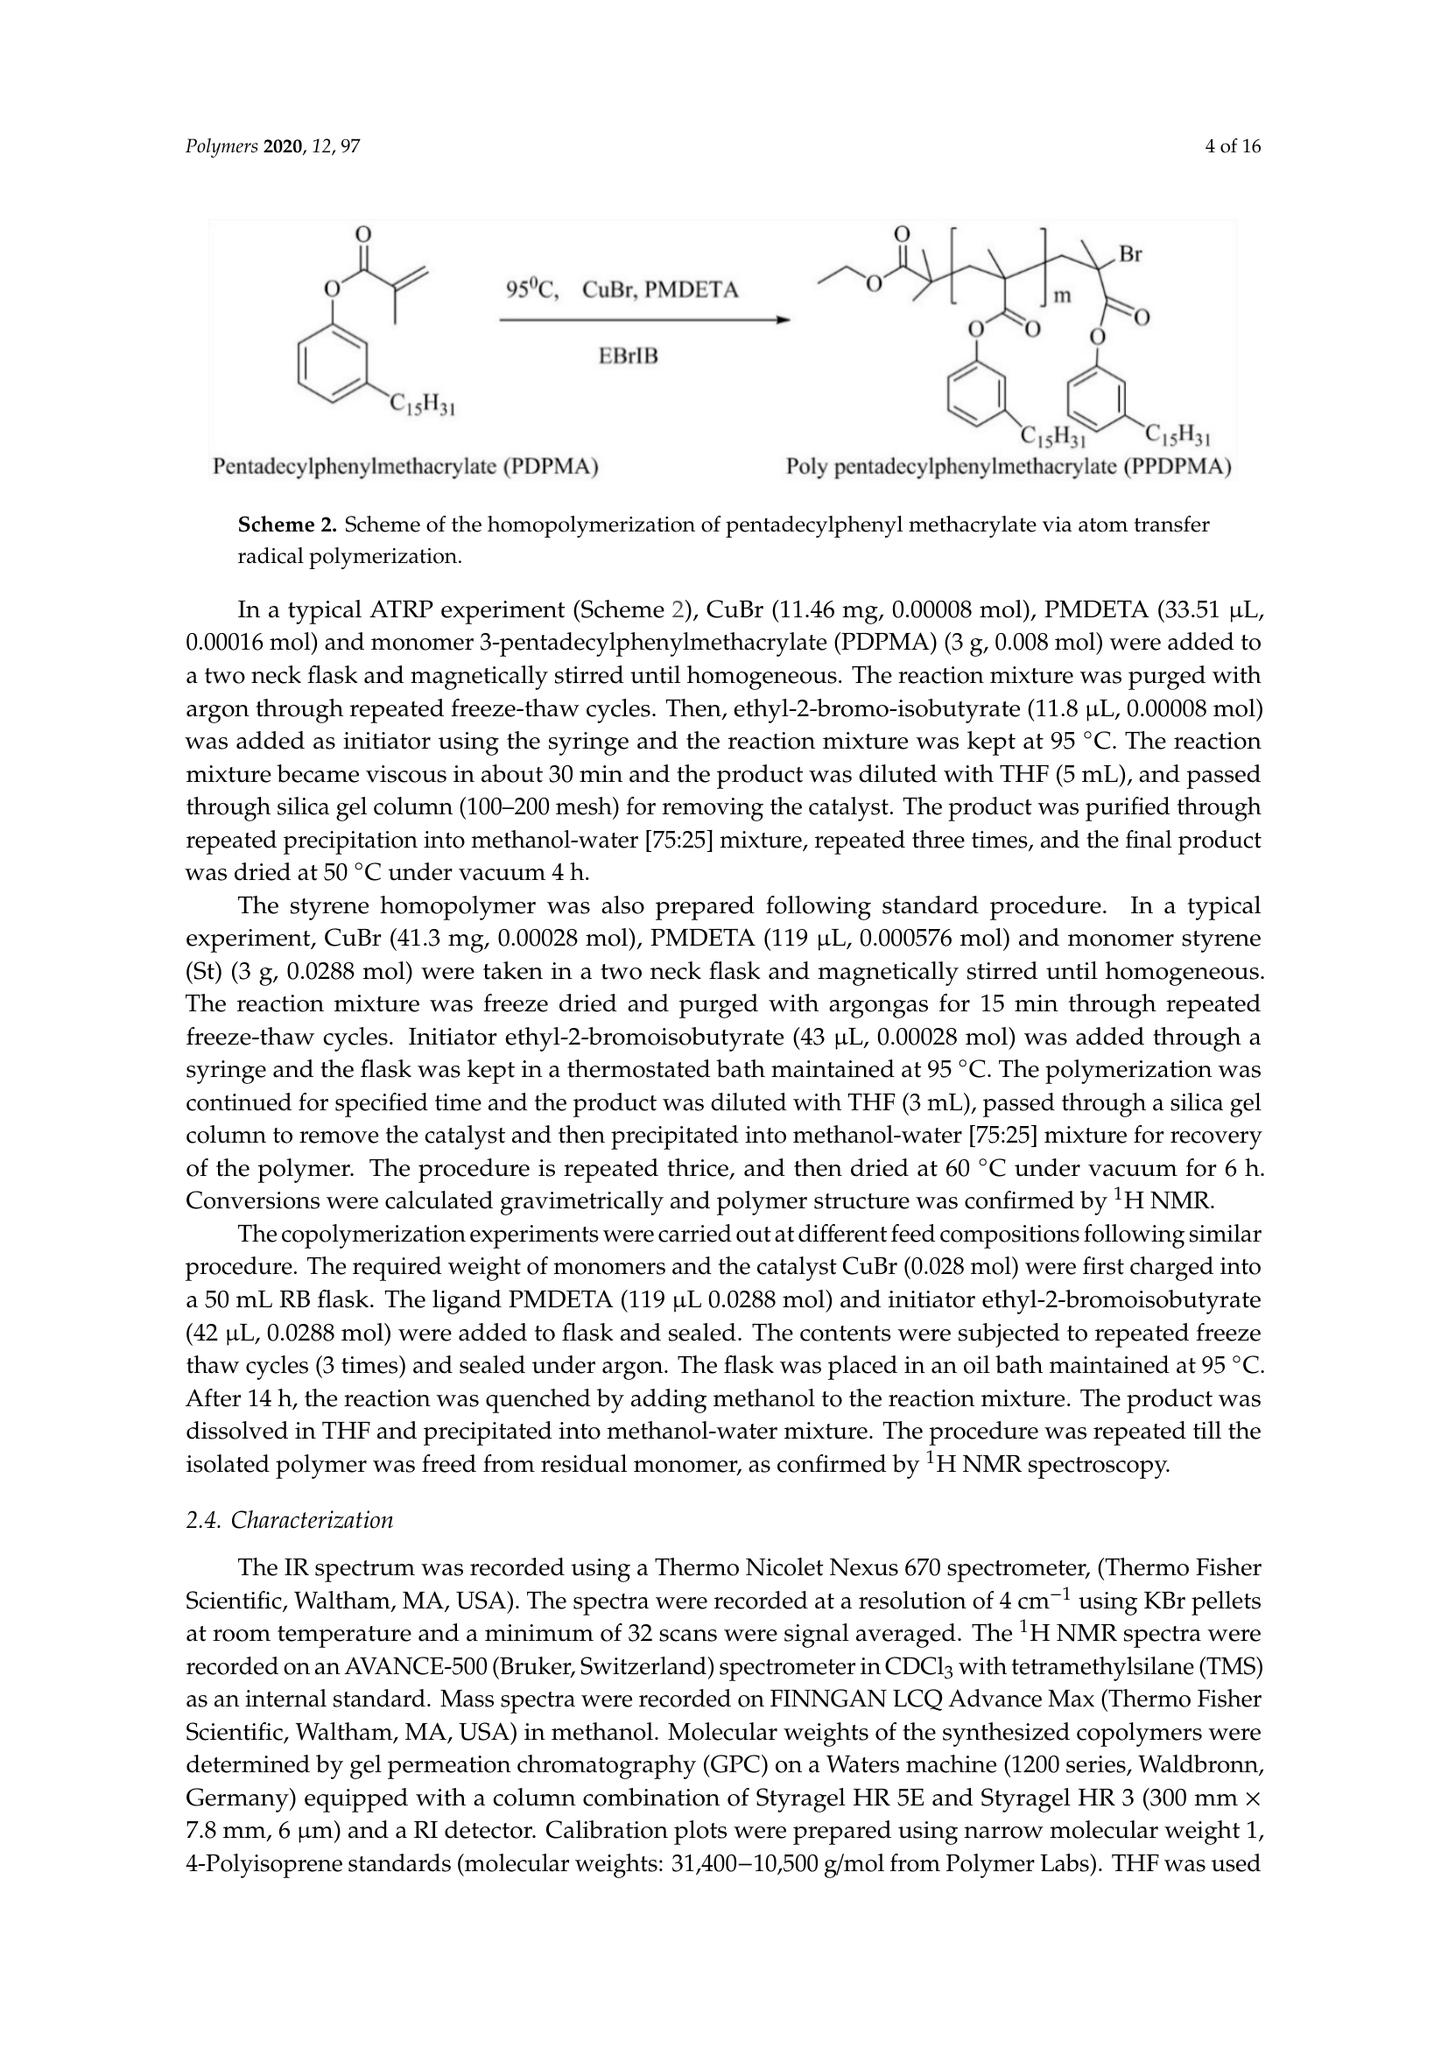 Polymers 2020, 12, 97
4 of 16
O
O
C15H31
95⁰C, CuBr, PMDETA
EBrIB
O
O
Br
m
O
O
O
O
C15H31
C15H31
Pentadecylphenylmethacrylate (PDPMA)
Poly pentadecylphenylmethacrylate (PPDPMA)
Scheme 2. Scheme of the homopolymerization of pentadecylphenyl methacrylate via atom transfer
radical polymerization.
In a typical ATRP experiment (Scheme 2), CuBr (11.46 mg, 0.00008 mol), PMDETA (33.51 µL,
0.00016 mol) and monomer 3-pentadecylphenylmethacrylate (PDPMA) (3 g, 0.008 mol) were added to
a two neck flask and magnetically stirred until homogeneous. The reaction mixture was purged with
argon through repeated freeze-thaw cycles. Then, ethyl-2-bromo-isobutyrate (11.8 µL, 0.00008 mol)
was added as initiator using the syringe and the reaction mixture was kept at 95 °C. The reaction
mixture became viscous in about 30 min and the product was diluted with THF (5 mL), and passed
through silica gel column (100–200 mesh) for removing the catalyst. The product was purified through
repeated precipitation into methanol-water [75:25] mixture, repeated three times, and the final product
was dried at 50 °C under vacuum 4 h.
The styrene homopolymer was also prepared following standard procedure. In a typical
experiment, CuBr (41.3 mg, 0.00028 mol), PMDETA (119 µL, 0.000576 mol) and monomer styrene
(St) (3 g, 0.0288 mol) were taken in a two neck flask and magnetically stirred until homogeneous.
The reaction mixture was freeze dried and purged with argongas for 15 min through repeated
freeze-thaw cycles. Initiator ethyl-2-bromoisobutyrate (43 µL, 0.00028 mol) was added through a
syringe and the flask was kept in a thermostated bath maintained at 95 °C. The polymerization was
continued for specified time and the product was diluted with THF (3 mL), passed through a silica gel
column to remove the catalyst and then precipitated into methanol-water [75:25] mixture for recovery
of the polymer. The procedure is repeated thrice, and then dried at 60 °C under vacuum for 6 h.
Conversions were calculated gravimetrically and polymer structure was confirmed by ¹H NMR.
The copolymerization experiments were carried out at different feed compositions following similar
procedure. The required weight of monomers and the catalyst CuBr (0.028 mol) were first charged into
a 50 mL RB flask. The ligand PMDETA (119 µL 0.0288 mol) and initiator ethyl-2-bromoisobutyrate
(42 µL, 0.0288 mol) were added to flask and sealed. The contents were subjected to repeated freeze
thaw cycles (3 times) and sealed under argon. The flask was placed in an oil bath maintained at 95 °C.
After 14 h, the reaction was quenched by adding methanol to the reaction mixture. The product was
dissolved in THF and precipitated into methanol-water mixture. The procedure was repeated till the
isolated polymer was freed from residual monomer, as confirmed by ¹H NMR spectroscopy.
2.4. Characterization
The IR spectrum was recorded using a Thermo Nicolet Nexus 670 spectrometer, (Thermo Fisher
Scientific, Waltham, MA, USA). The spectra were recorded at a resolution of 4 cm⁻¹ using KBr pellets
at room temperature and a minimum of 32 scans were signal averaged. The ¹H NMR spectra were
recorded on an AVANCE-500 (Bruker, Switzerland) spectrometer in CDCl₃ with tetramethylsilane (TMS)
as an internal standard. Mass spectra were recorded on FINNGAN LCQ Advance Max (Thermo Fisher
Scientific, Waltham, MA, USA) in methanol. Molecular weights of the synthesized copolymers were
determined by gel permeation chromatography (GPC) on a Waters machine (1200 series, Waldbronn,
Germany) equipped with a column combination of Styragel HR 5E and Styragel HR 3 (300 mm ×
7.8 mm, 6 µm) and a RI detector. Calibration plots were prepared using narrow molecular weight 1,
4-Polyisoprene standards (molecular weights: 31,400–10,500 g/mol from Polymer Labs). THF was used